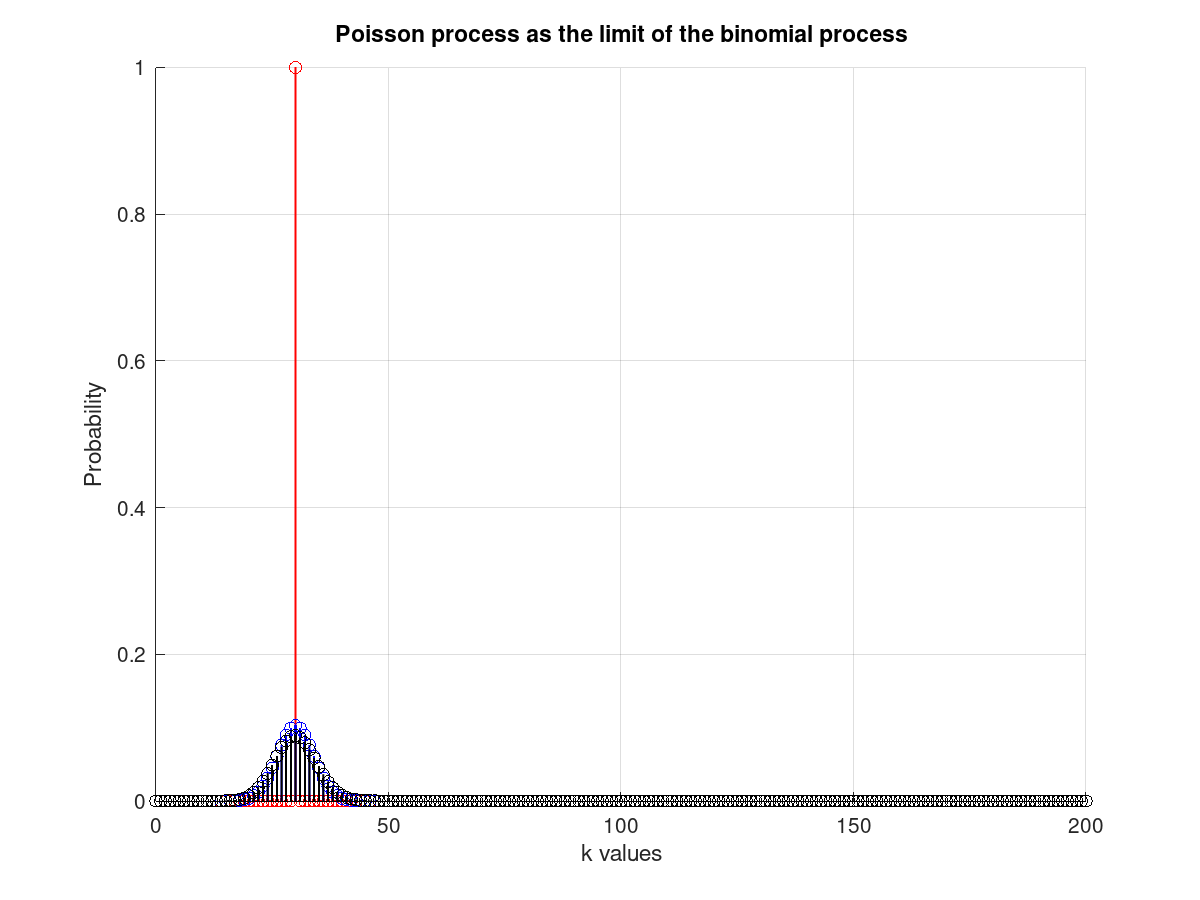 Poisson process as the limit of the binomial process
1
0.8
0.6
0.4
0.2
0
0 50 100 150 200
Probability
k values